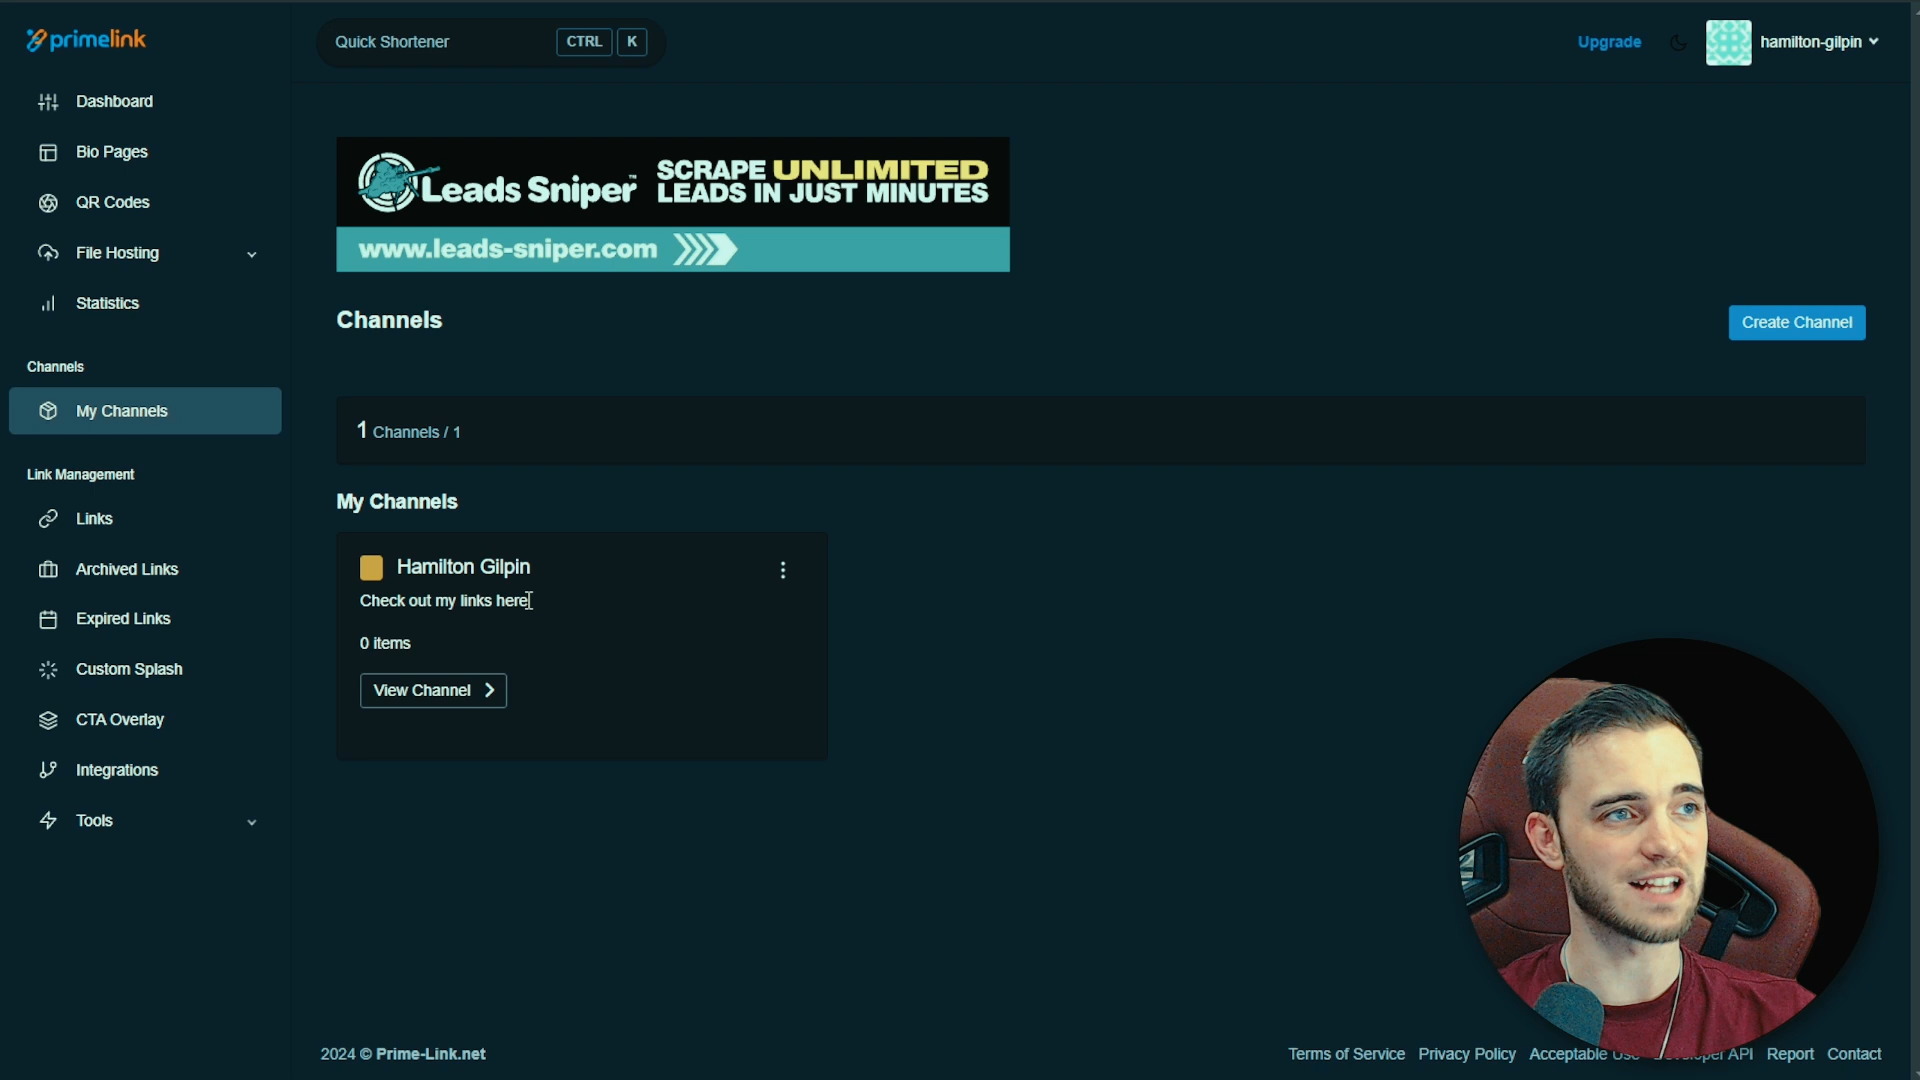 primelink
Quick Shortener
CTRL
K
Upgrade
hamilton-gilpin
Dashboard
Bio Pages
QR Codes
File Hosting
Statistics
Channels
My Channels
Link Management
Links
Archived Links
Expired Links
Custom Splash
CTA Overlay
Integrations
Tools
Leads Sniper™
SCRAPE UNLIMITED
LEADS IN JUST MINUTES
www.leads-sniper.com
Channels
Create Channel
1 Channels / 1
My Channels
Hamilton Gilpin
Check out my links here
0 items
View Channel
2024 © Prime-Link.net
Terms of Service
Privacy Policy
Acceptable
API
Report
Contact